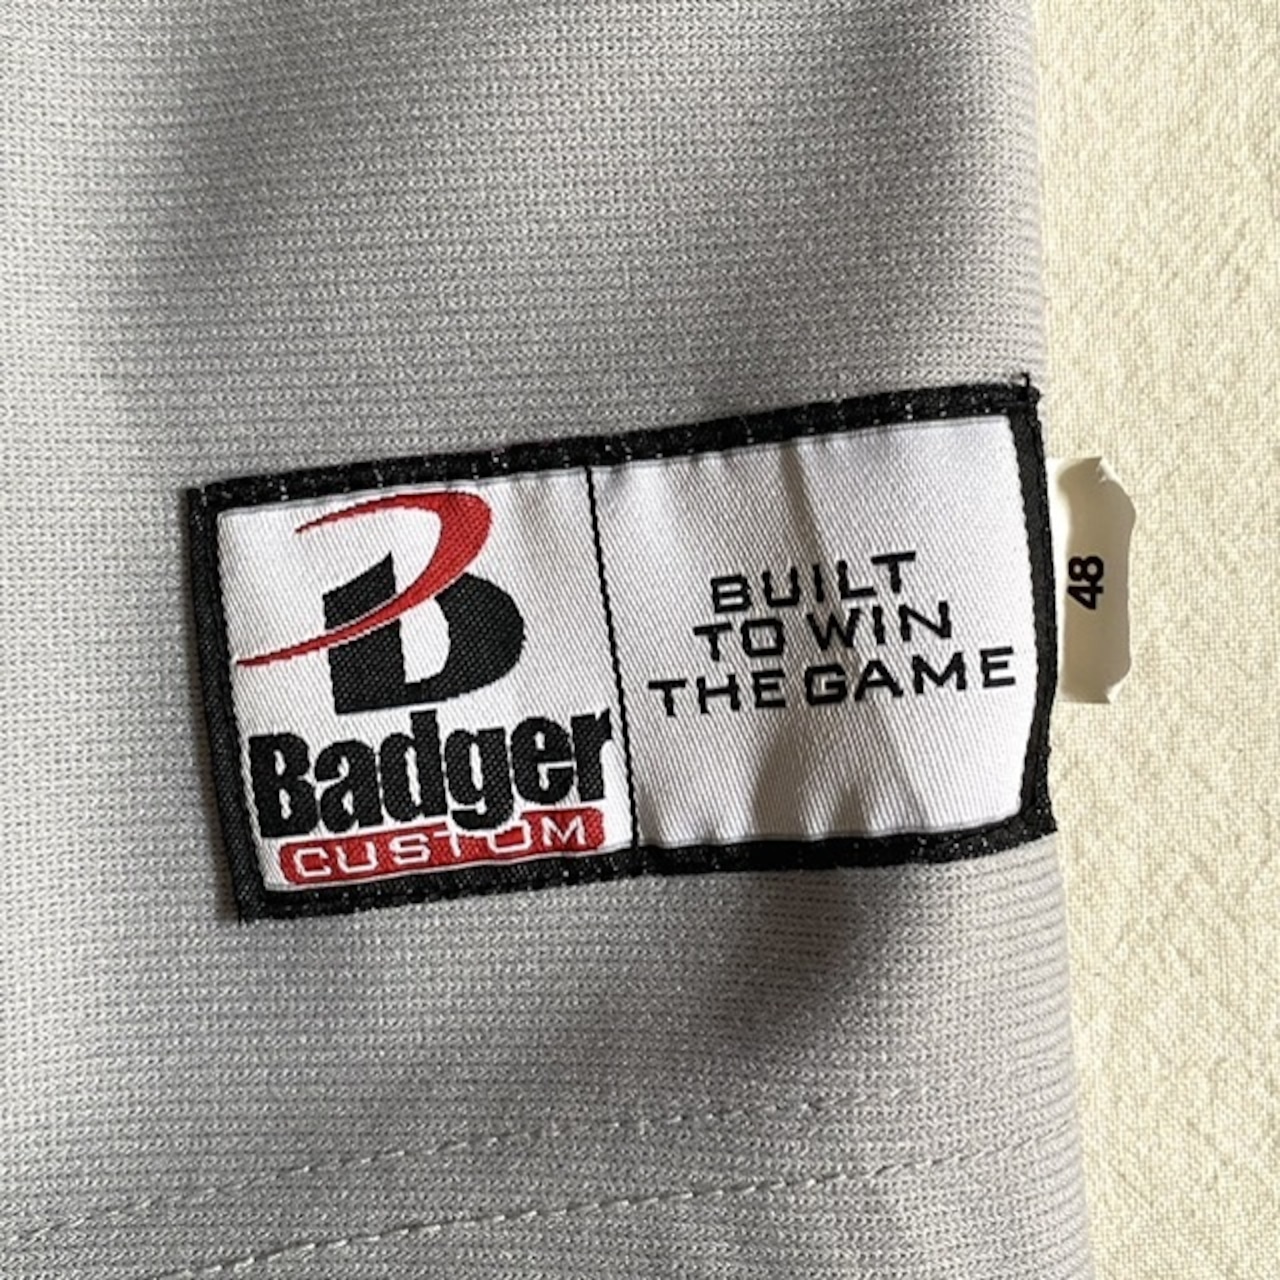 B
Badger
CUSTOM
BUILT
TO WIN
THE GAME
48